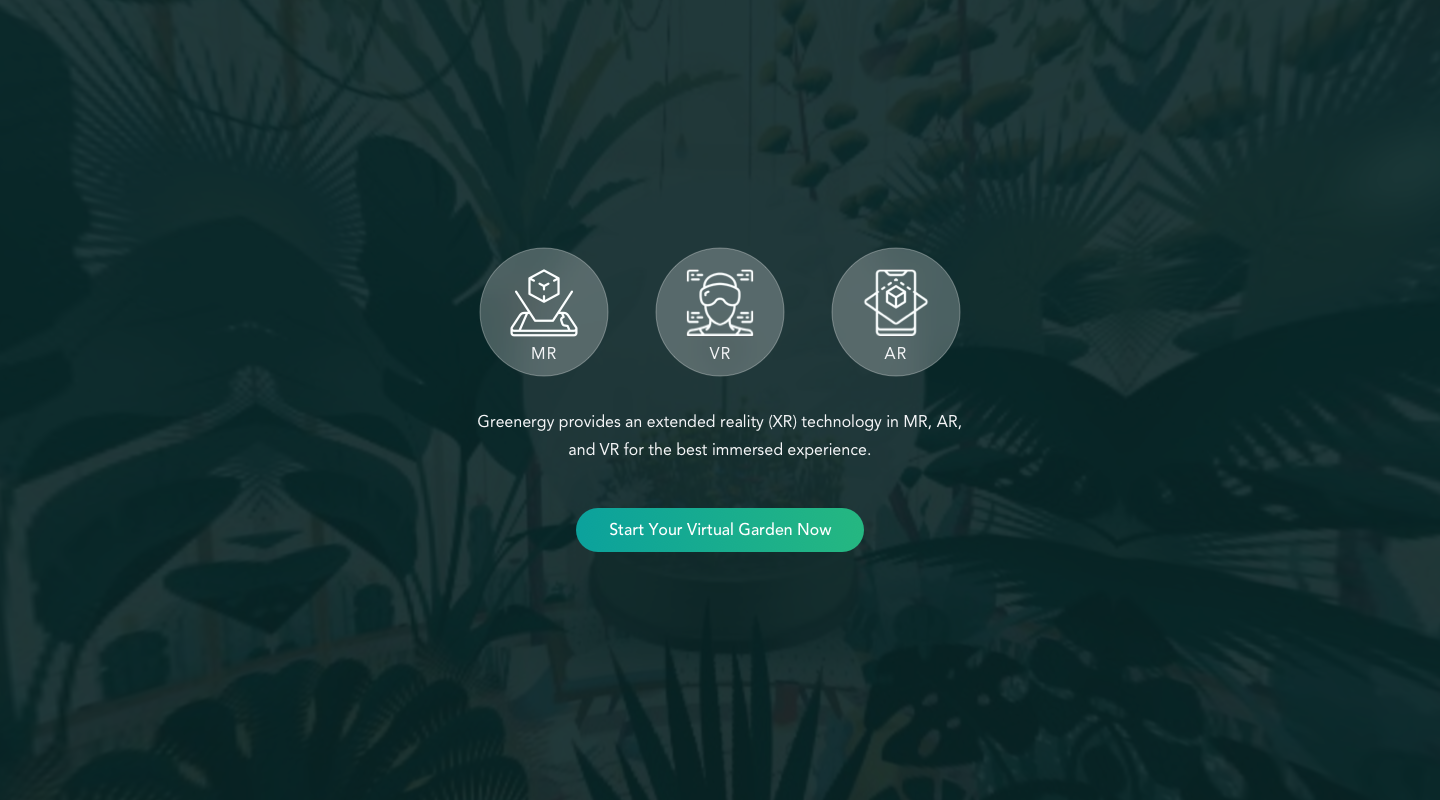 MR
VR
AR
Greenergy provides an extended reality (XR) technology in MR, AR,
and VR for the best immersed experience.
Start Your Virtual Garden Now